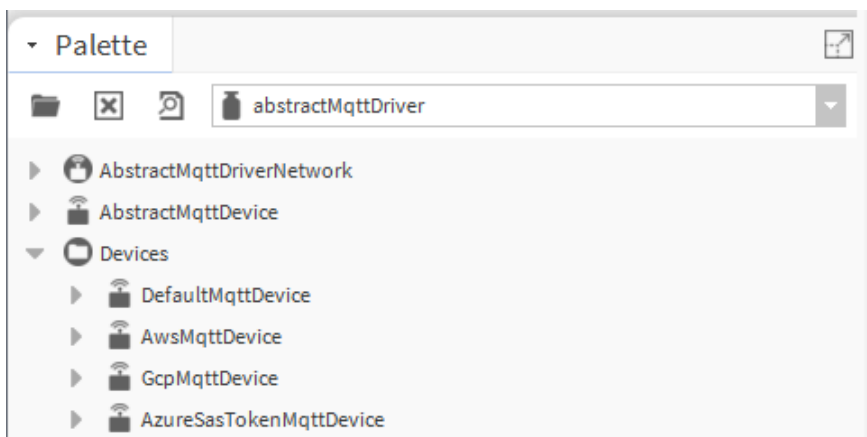 Palette
abstractMqttDriver
AbstractMqttDriverNetwork
AbstractMqttDevice
Devices
DefaultMqttDevice
AwsMqttDevice
GcpMqttDevice
AzureSasTokenMqttDevice